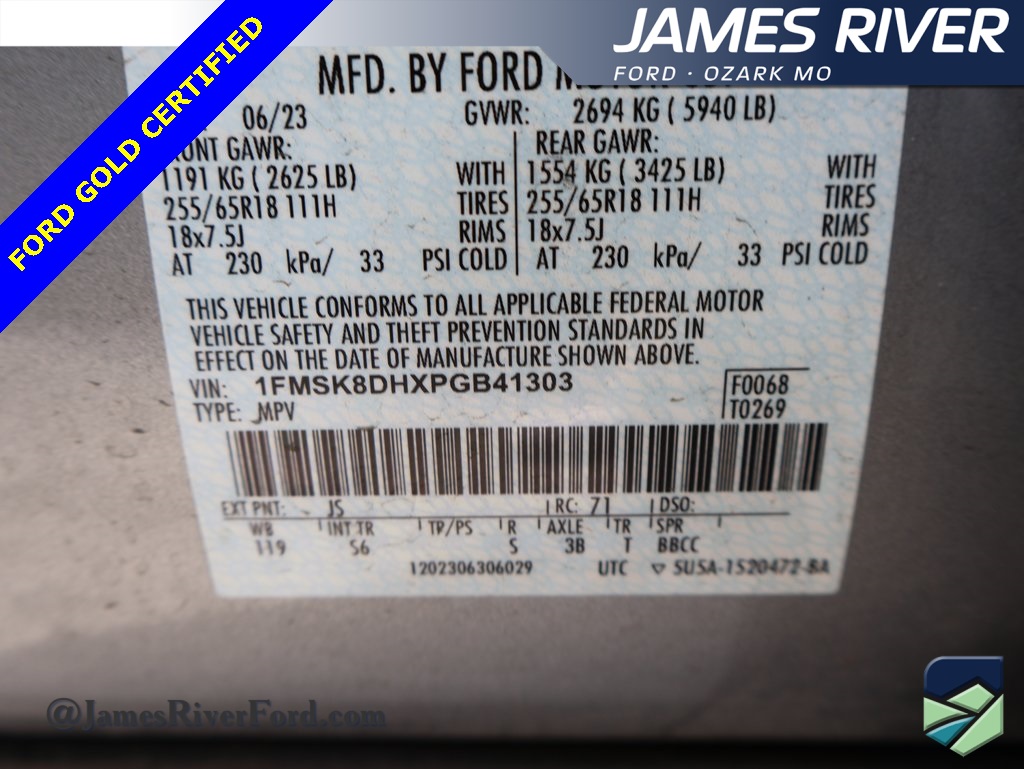 FORD GOLD CERTIFIED
JAMES RIVER
FORD · OZARK MO
MFD. BY FORD
06/23 GVWR: 2694 KG ( 5940 LB)
GAWR: REAR GAWR:
1191 KG ( 2625 LB) WITH 1554 KG ( 3425 LB) WITH
255/65R18 111H TIRES 255/65R18 111H TIRES
18x7.5J RIMS 18x7.5J RIMS
AT 230 kPa/ 33 PSI COLD AT 230 kPa/ 33 PSI COLD
THIS VEHICLE CONFORMS TO ALL APPLICABLE FEDERAL MOTOR
VEHICLE SAFETY AND THEFT PREVENTION STANDARDS IN
EFFECT ON THE DATE OF MANUFACTURE SHOWN ABOVE.
VIN: 1FMSK8DHXPGB41303 F0068
TYPE: MPV T0269
EXT PNT: JS RC: 71 DSO:
WB INT TR TP/PS R AXLE TR SPR
119 S6 S 3B T BBCC
1202306306029 UTC ▽ SU5A-1520472-BA
@JamesRiverFord.com